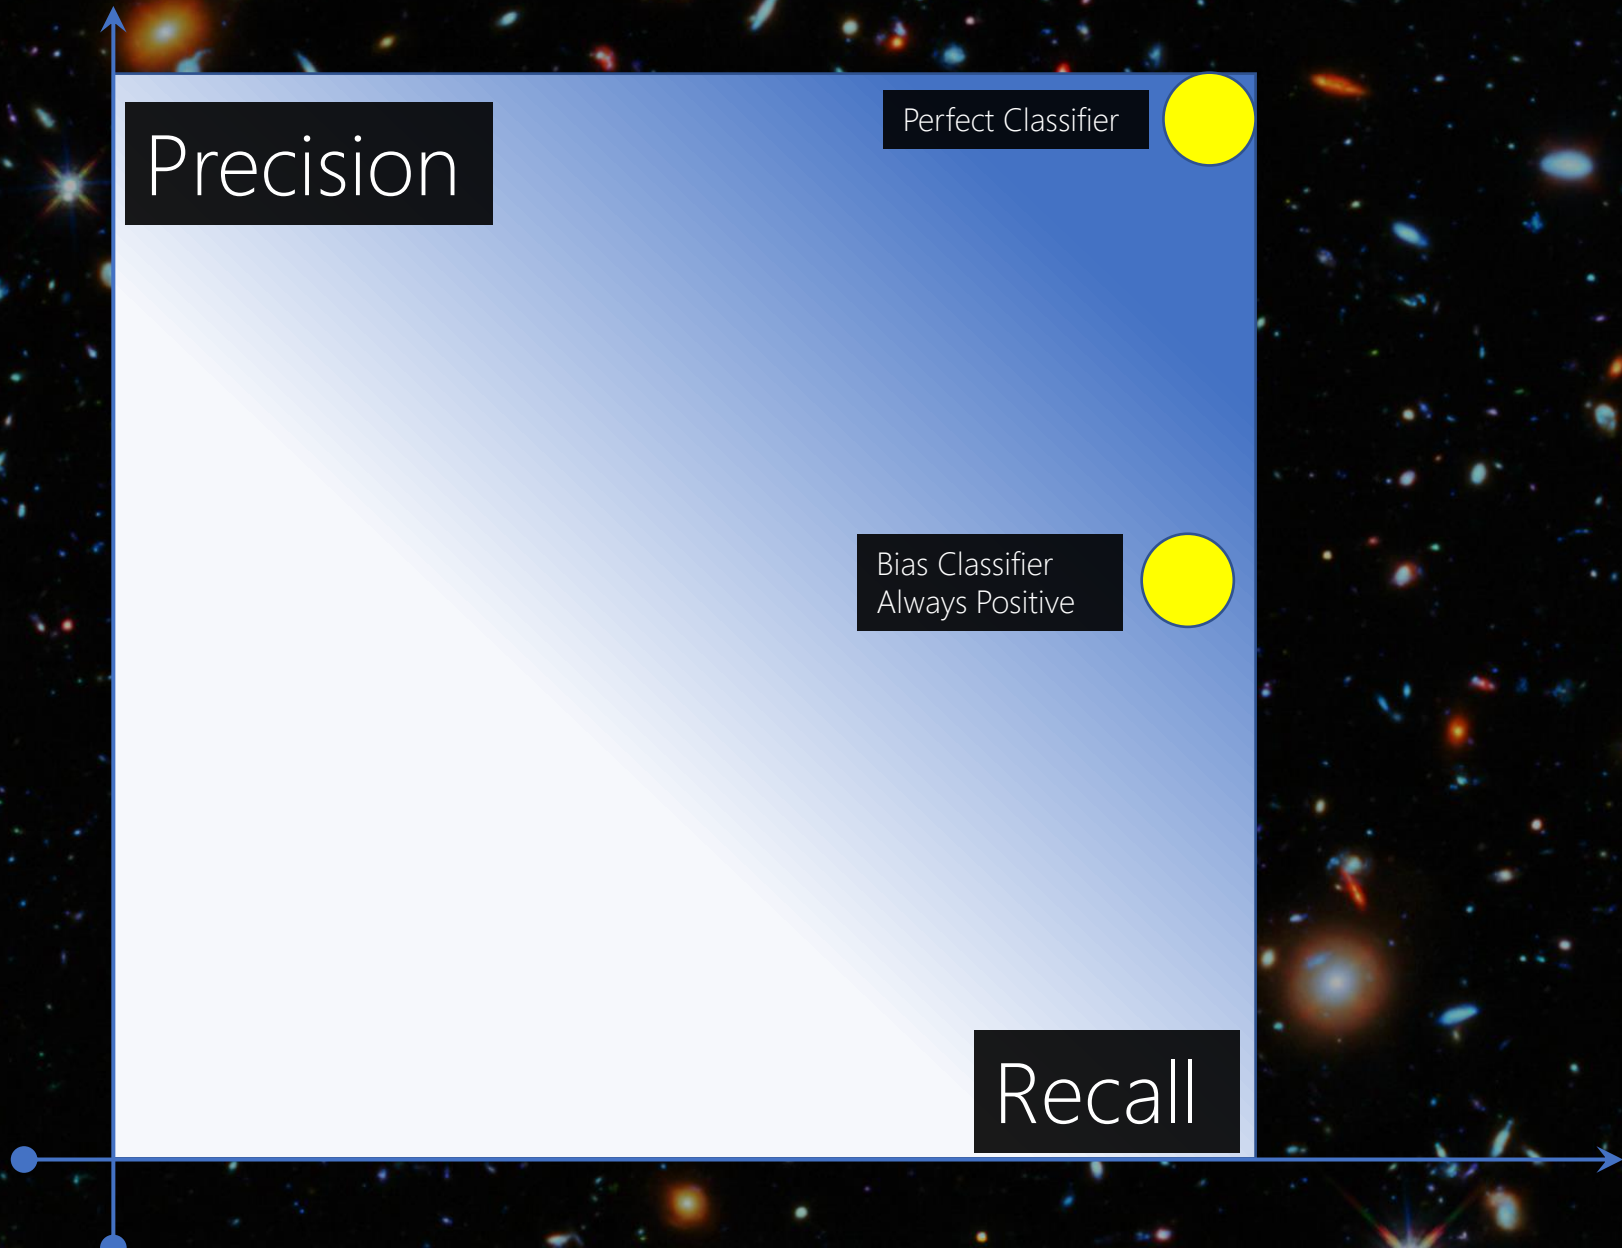 Precision
Perfect Classifier
Bias Classifier
Always Positive
Recall